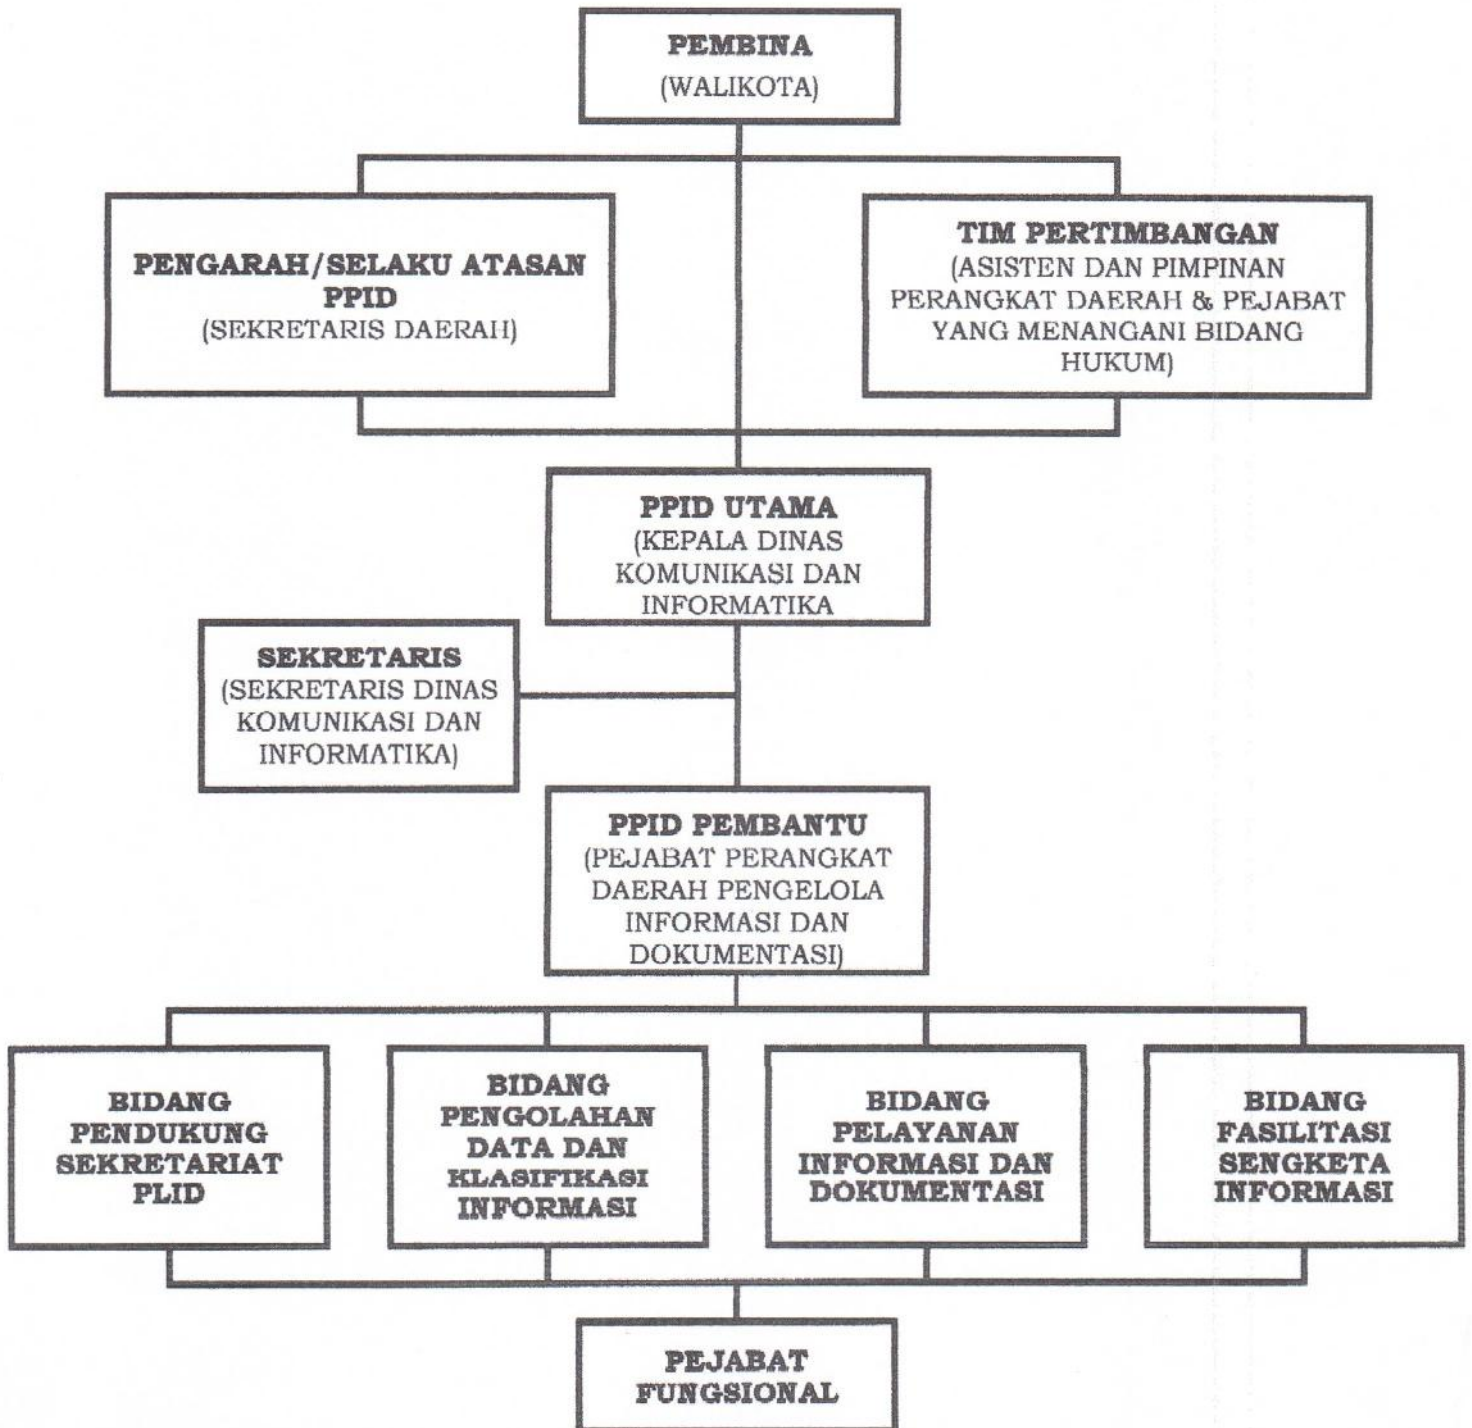 PEMBINA
(WALIKOTA)
PENGARAH/SELAKU ATASAN
PPID
(SEKRETARIS DAERAH)
TIM PERTIMBANGAN
(ASISTEN DAN PIMPINAN
PERANGKAT DAERAH & PEJABAT
YANG MENANGANI BIDANG
HUKUM)
PPID UTAMA
(KEPALA DINAS
KOMUNIKASI DAN
INFORMATIKA
SEKRETARIS
(SEKRETARIS DINAS
KOMUNIKASI DAN
INFORMATIKA)
PPID PEMBANTU
(PEJABAT PERANGKAT
DAERAH PENGELOLA
INFORMASI DAN
DOKUMENTASI)
BIDANG
PENDUKUNG
SEKRETARIAT
PLID
BIDANG
PENGOLAHAN
DATA DAN
KLASIFIKASI
INFORMASI
BIDANG
PELAYANAN
INFORMASI DAN
DOKUMENTASI
BIDANG
FASILITASI
SENGKETA
INFORMASI
PEJABAT
FUNGSIONAL